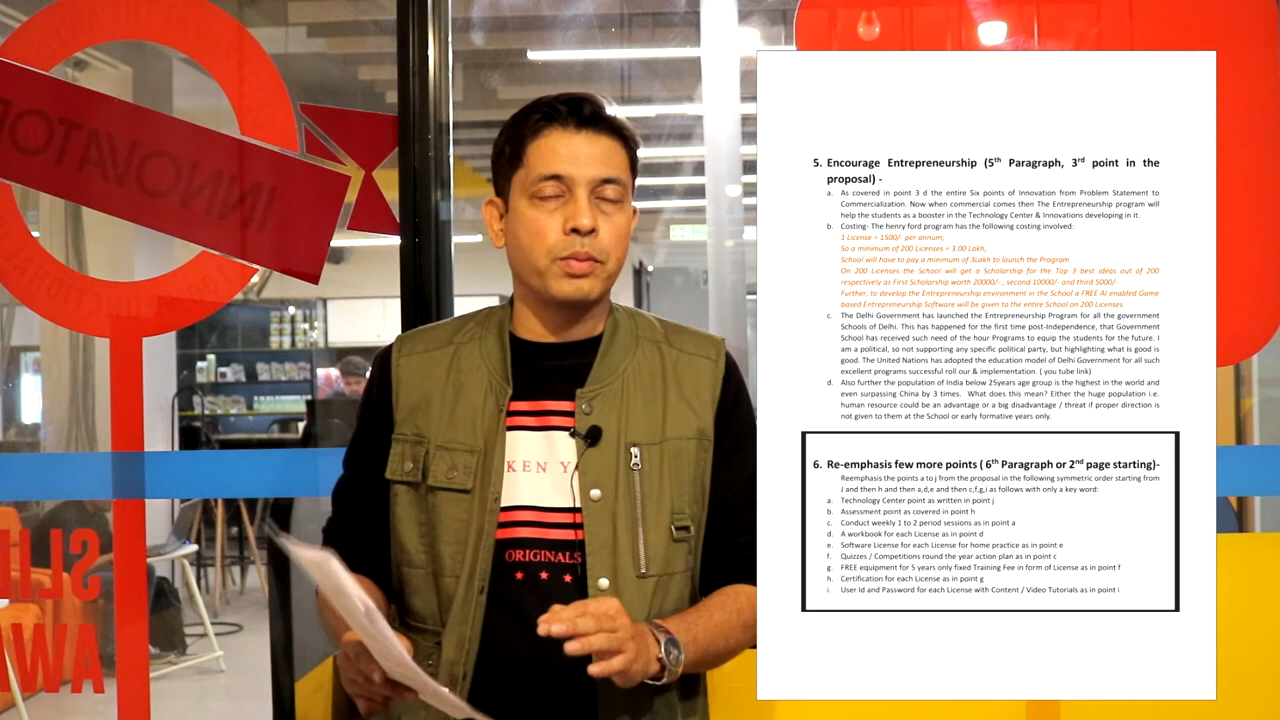 INNOVATO
KEN Y
ORIGINALS
SLI
AW
5. Encourage Entrepreneurship (5th Paragraph, 3rd point in the
proposal) -
a. As covered in point 3 d the entire Six points of Innovation from Problem Statement to
Commercialization. Now when commercial comes then The Entrepreneurship program will
help the students as a booster in the Technology Center & Innovations developing in it.
b. Costing- The henry ford program has the following costing involved:
1 License = 1500/- per annum;
So a minimum of 200 Licenses = 3.00 Lakh;
School will have to pay a minimum of 3Lakh to launch the Program
On 200 Licenses the School will get a Scholarship for the Top 3 best ideas out of 200
respectively as First Scholarship worth 20000/- , second 10000/- and third 5000/-
Further, to develop the Entrepreneurship environment in the School a FREE AI enabled Game
based Entrepreneurship Software will be given to the entire School on 200 Licenses.
c. The Delhi Government has launched the Entrepreneurship Program for all the government
Schools of Delhi. This has happened for the first time post-Independence, that Government
School has received such need of the hour Programs to equip the students for the future. I
am a political, so not supporting any specific political party, but highlighting what is good is
good. The United Nations has adopted the education model of Delhi Government for all such
excellent programs successful roll our & implementation. ( you tube link)
d. Also further the population of India below 25years age group is the highest in the world and
even surpassing China by 3 times. What does this mean? Either the huge population i.e.
human resource could be an advantage or a big disadvantage / threat if proper direction is
not given to them at the School or early formative years only.
6. Re-emphasis few more points ( 6th Paragraph or 2nd page starting)-
Reemphasis the points a to j from the proposal in the following symmetric order starting from
J and then h and then a,d,e and then c,f,g,i as follows with only a key word:
a. Technology Center point as written in point j
b. Assessment point as covered in point h
c. Conduct weekly 1 to 2 period sessions as in point a
d. A workbook for each License as in point d
e. Software License for each License for home practice as in point e
f. Quizzes / Competitions round the year action plan as in point c
g. FREE equipment for 5 years only fixed Training Fee in form of License as in point f
h. Certification for each License as in point g
i. User Id and Password for each License with Content / Video Tutorials as in point i